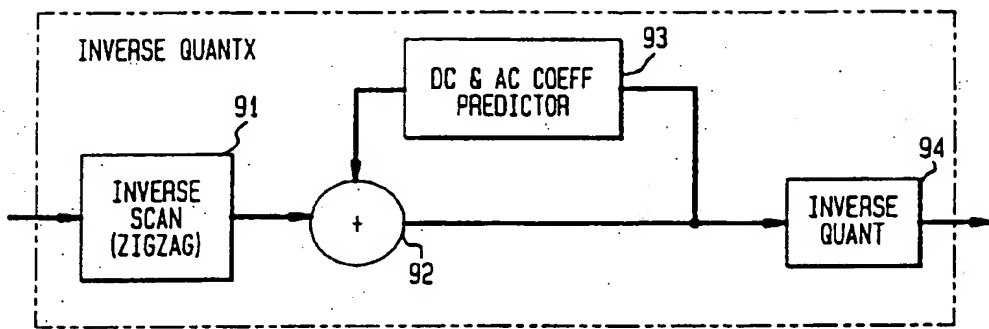 INVERSE QUANTX
93
DC & AC COEFF
PREDICTOR
91
94
INVERSE
SCAN
(ZIGZAG)
+
INVERSE
QUANT
92